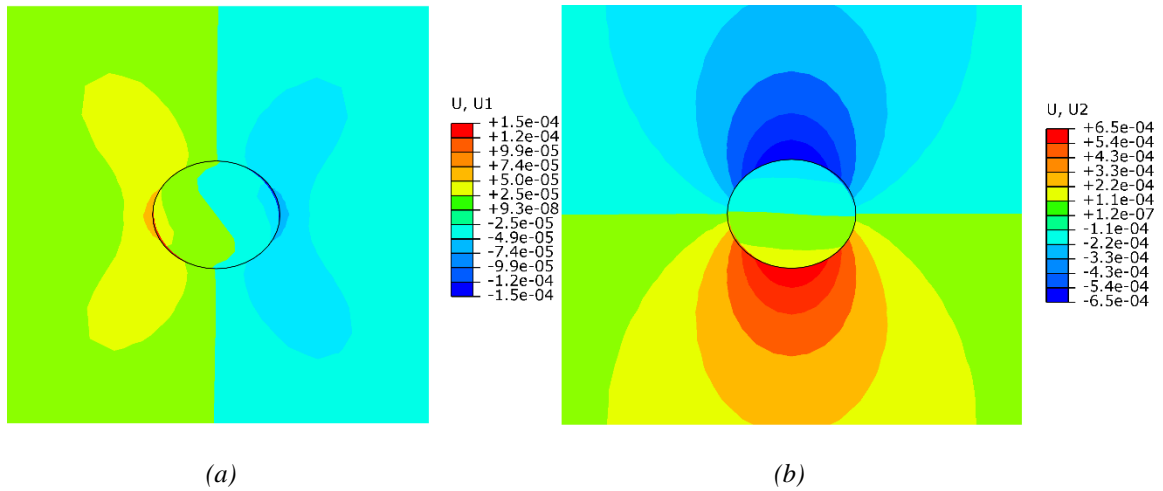 U, U1
+1.5e-04
+1.2e-04
+9.9e-05
+7.4e-05
+5.0e-05
+2.5e-05
+9.3e-08
-2.5e-05
-4.9e-05
-7.4e-05
-9.9e-05
-1.2e-04
-1.5e-04
U, U2
+6.5e-04
+5.4e-04
+4.3e-04
+3.3e-04
+2.2e-04
+1.1e-04
+1.2e-07
-1.1e-04
-2.2e-04
-3.3e-04
-4.3e-04
-5.4e-04
-6.5e-04
(a)
(b)